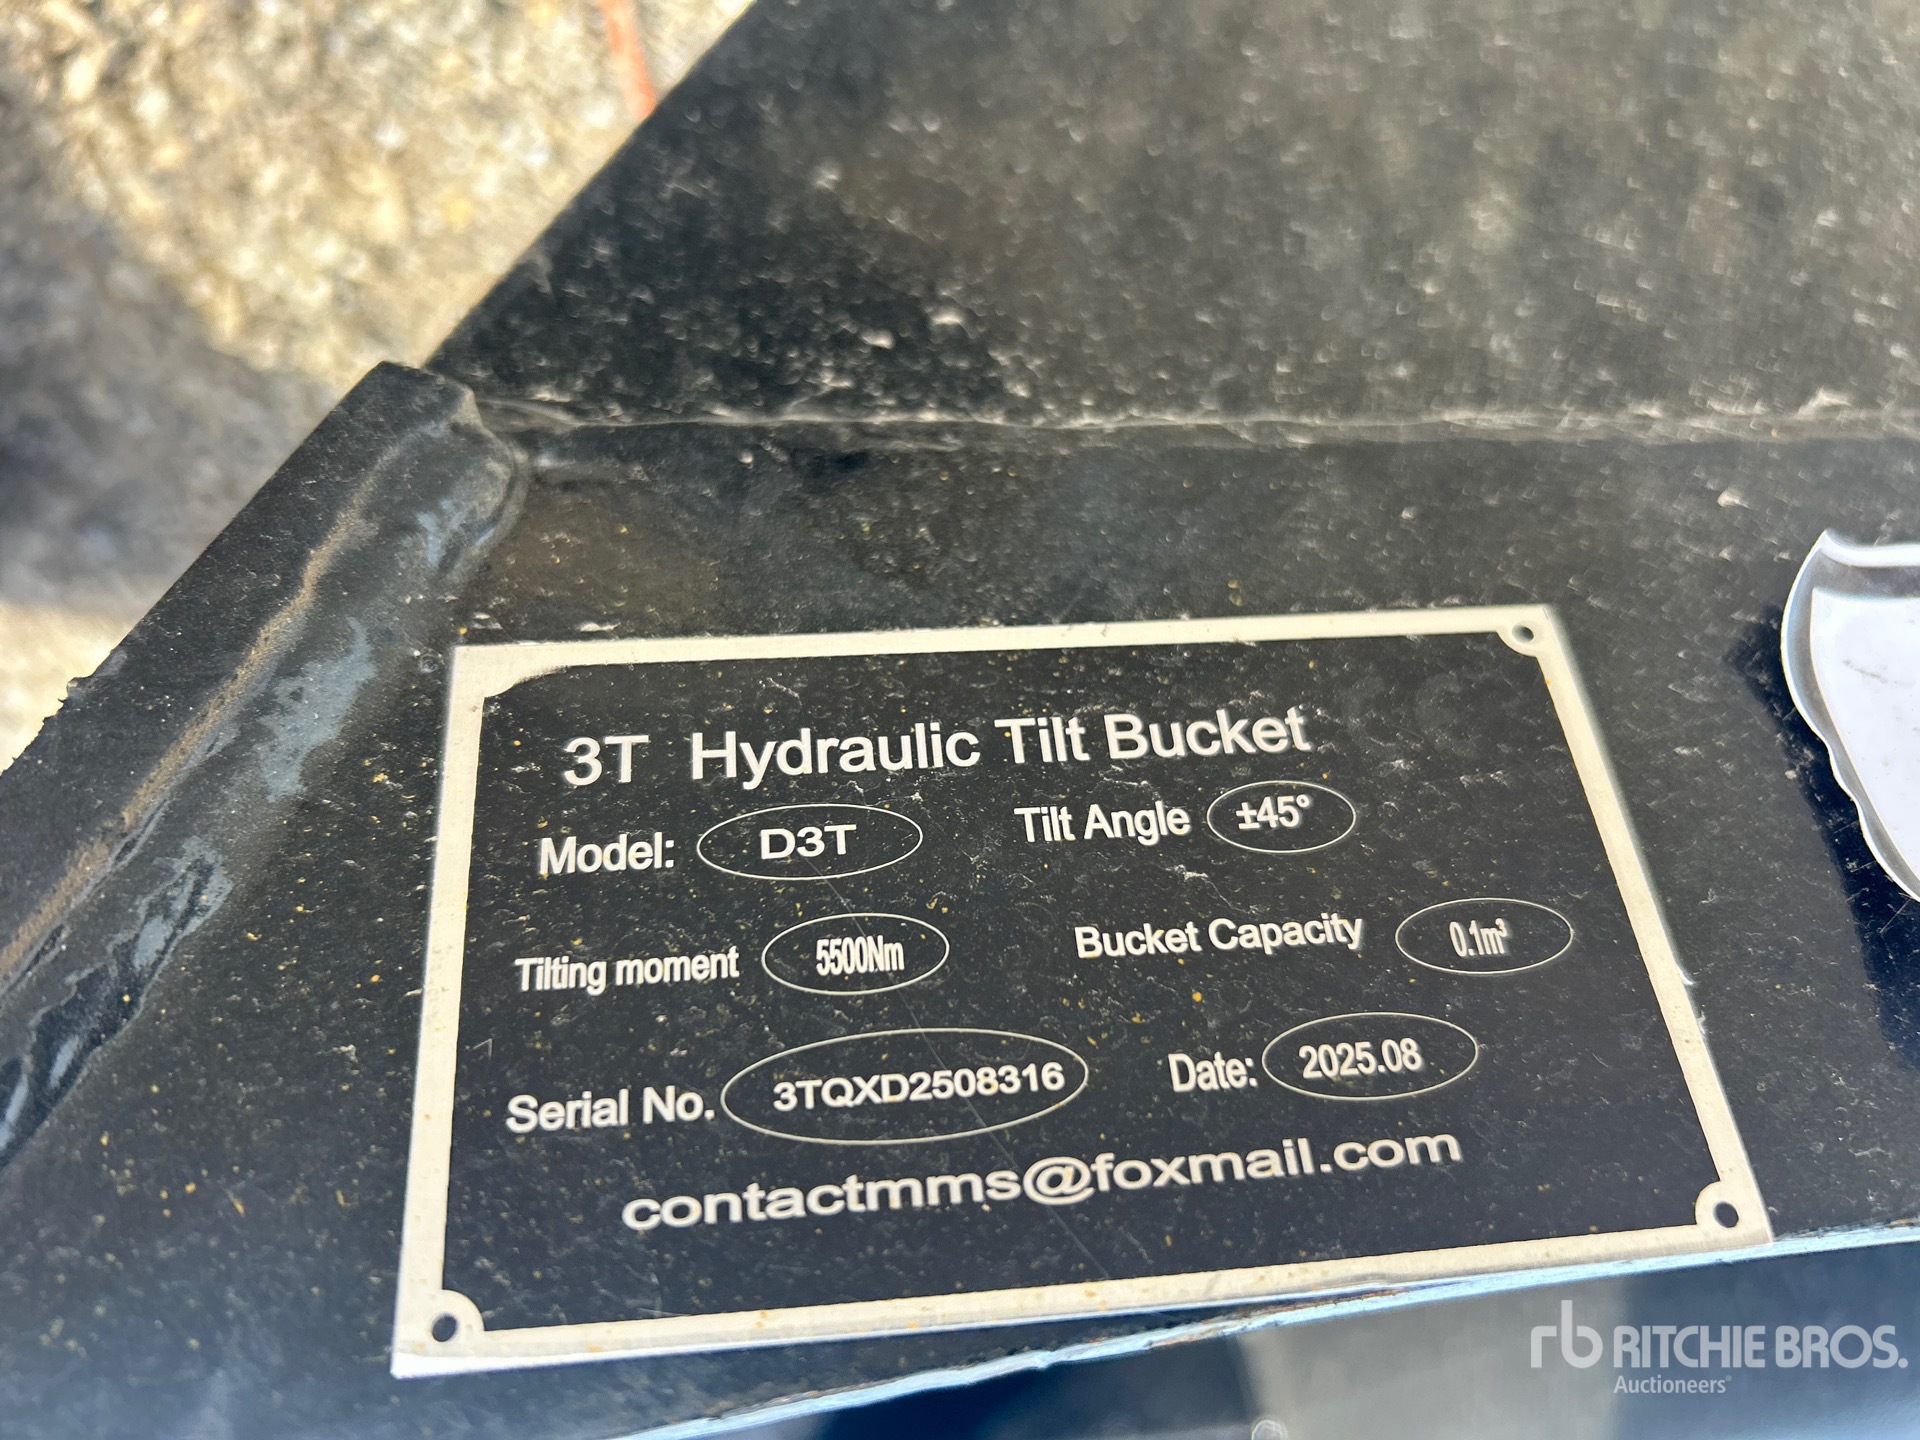 3T Hydraulic Tilt Bucket
Model: D3T Tilt Angle ±45°
Tilting moment 5500Nm Bucket Capacity 0.1m³
Serial No. 3TQXD2508316 Date: 2025.08
contactmms@foxmail.com
rb RITCHIE BROS.
Auctioneers